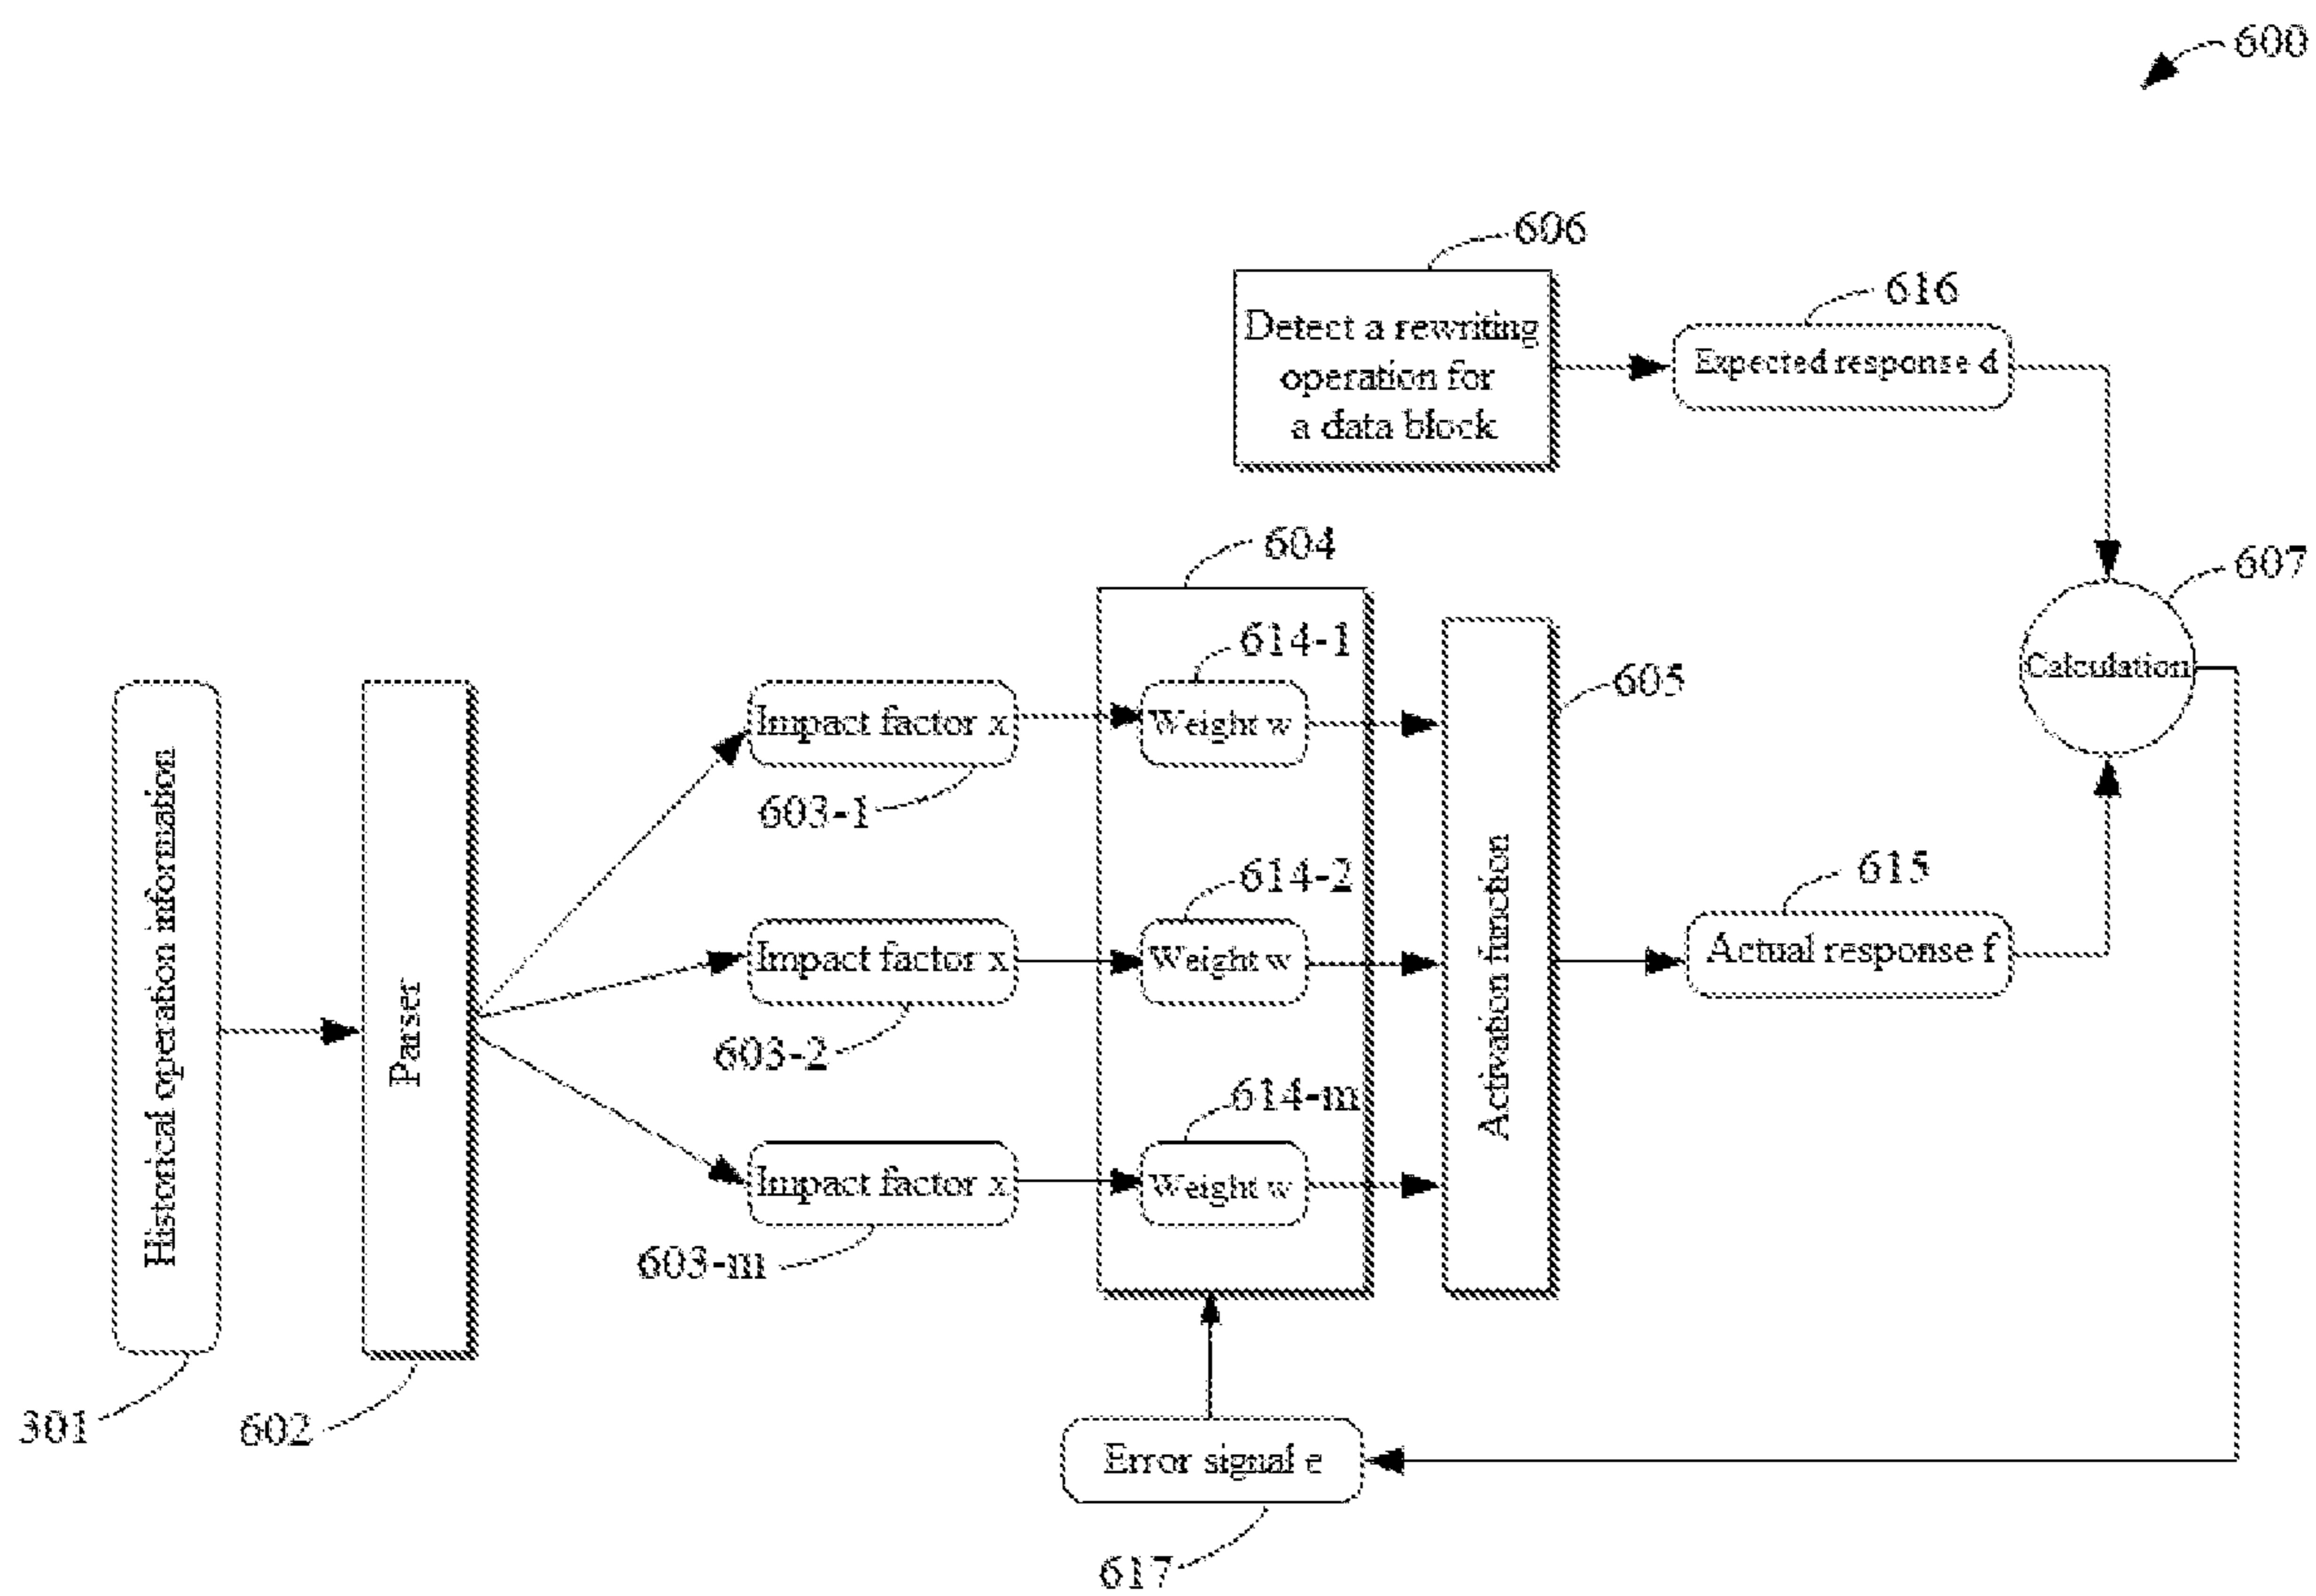 600
606
Detect a rewriting
operation for
a data block
616
Expected response d
604
607
Calculation
614-1
605
Impact factor x
Weight w
603-1
Historical operation information
Parser
614-2
Activation function
615
Impact factor x
Weight w
Actual response f
603-2
614-m
Impact factor x
Weight w
603-m
301
602
Error signal e
617